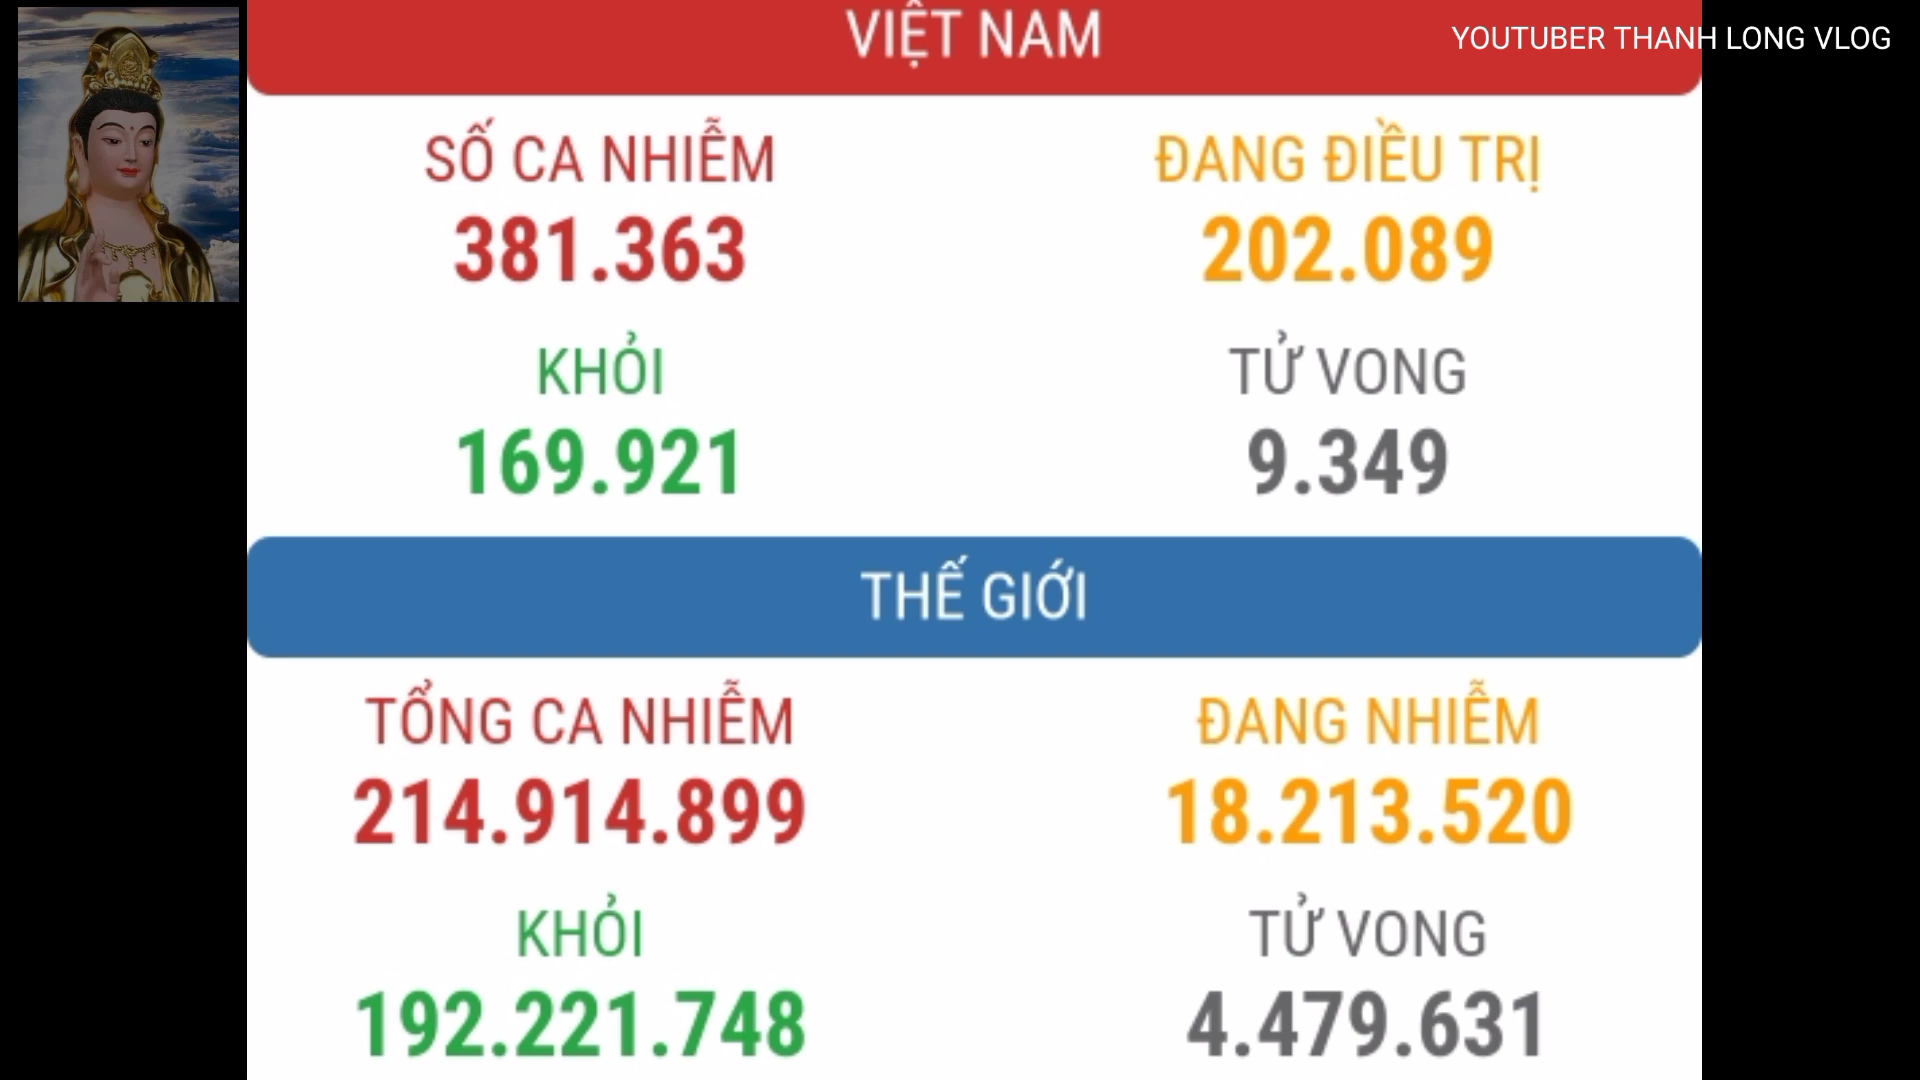 VIỆT NAM
YOUTUBER THANH LONG VLOG
SỐ CA NHIỄM
381.363
ĐANG ĐIỀU TRỊ
202.089
KHỎI
169.921
TỬ VONG
9.349
THẾ GIỚI
TỔNG CA NHIỄM
214.914.899
ĐANG NHIỄM
18.213.520
KHỎI
192.221.748
TỬ VONG
4.479.631